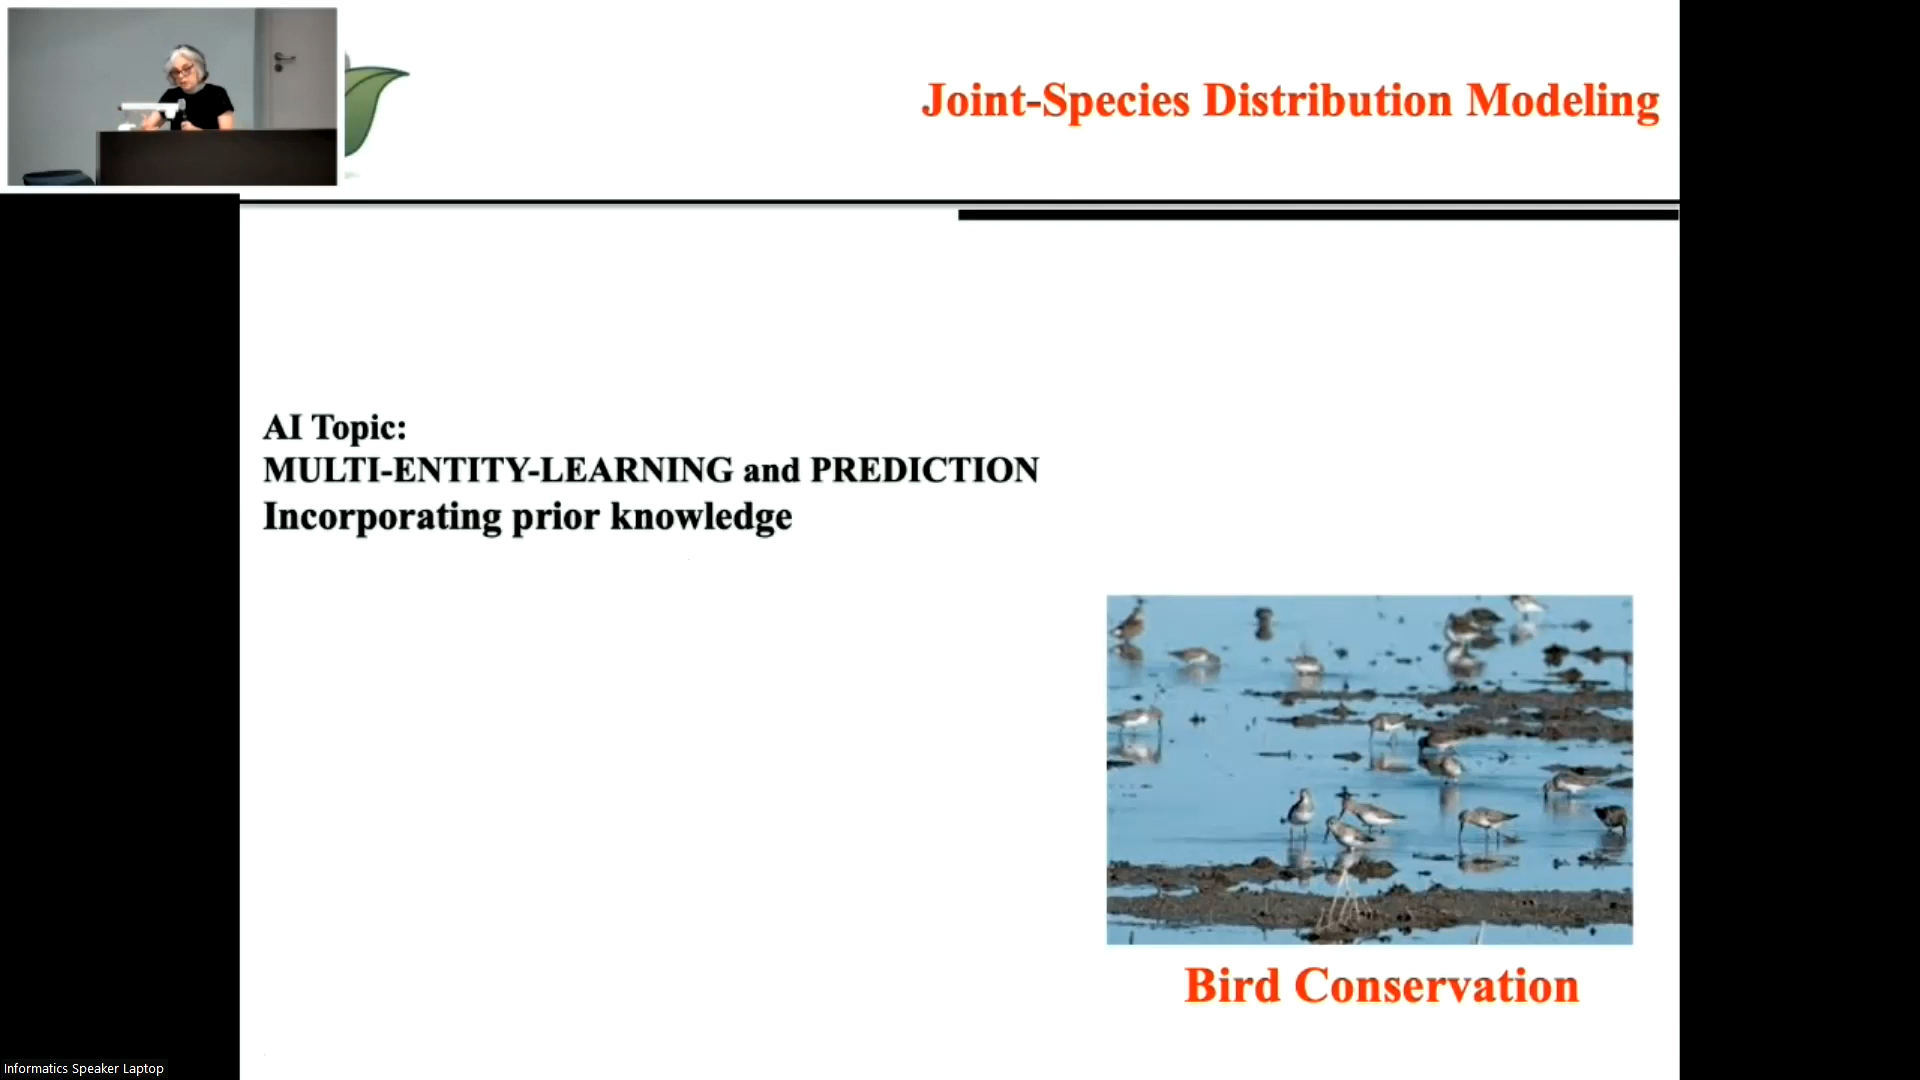 Joint-Species Distribution Modeling
AI Topic:
MULTI-ENTITY-LEARNING and PREDICTION
Incorporating prior knowledge
Bird Conservation
Informatics Speaker Laptop